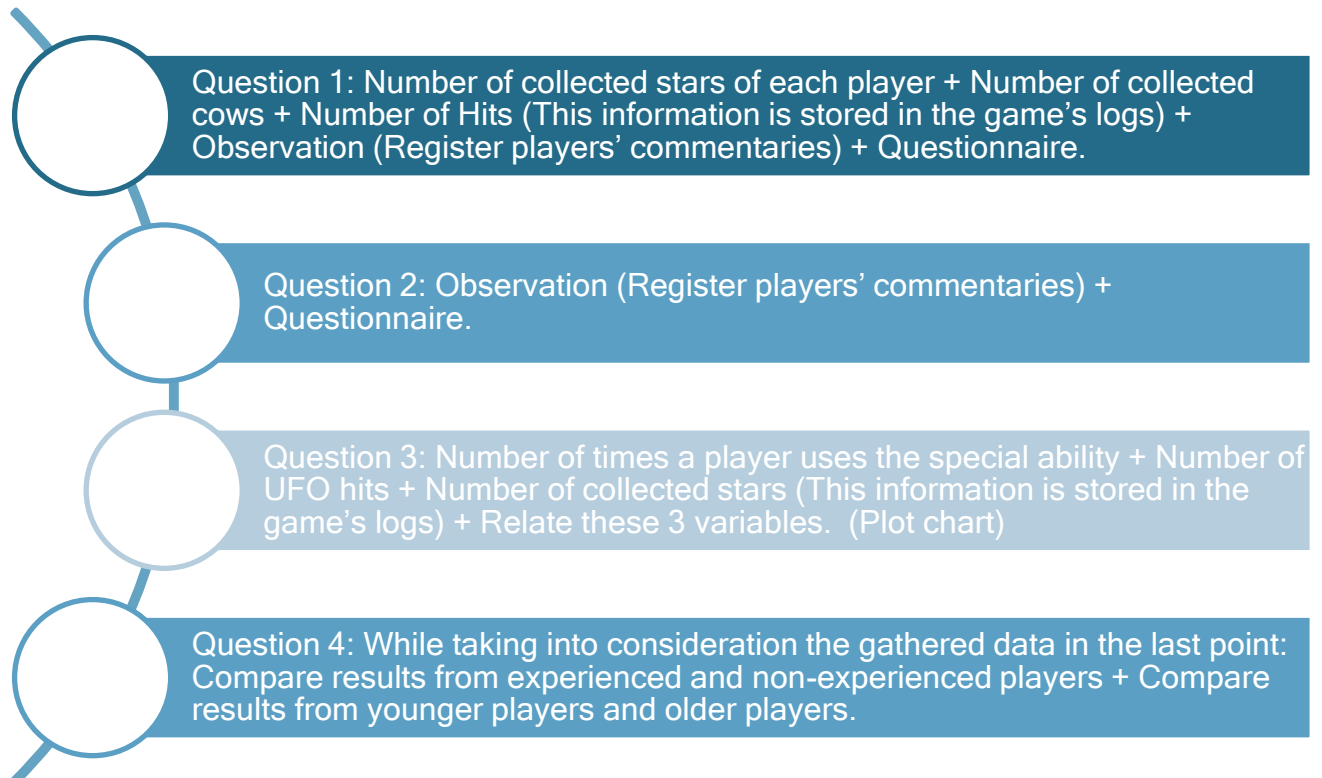 Question 1: Number of collected stars of each player + Number of collected
cows + Number of Hits (This information is stored in the game’s logs) +
Observation (Register players’ commentaries) + Questionnaire.
Question 2: Observation (Register players’ commentaries) +
Questionnaire.
Question 3: Number of times a player uses the special ability + Number of
UFO hits + Number of collected stars (This information is stored in the
game’s logs) + Relate these 3 variables.  (Plot chart)
Question 4: While taking into consideration the gathered data in the last point:
Compare results from experienced and non-experienced players + Compare
results from younger players and older players.